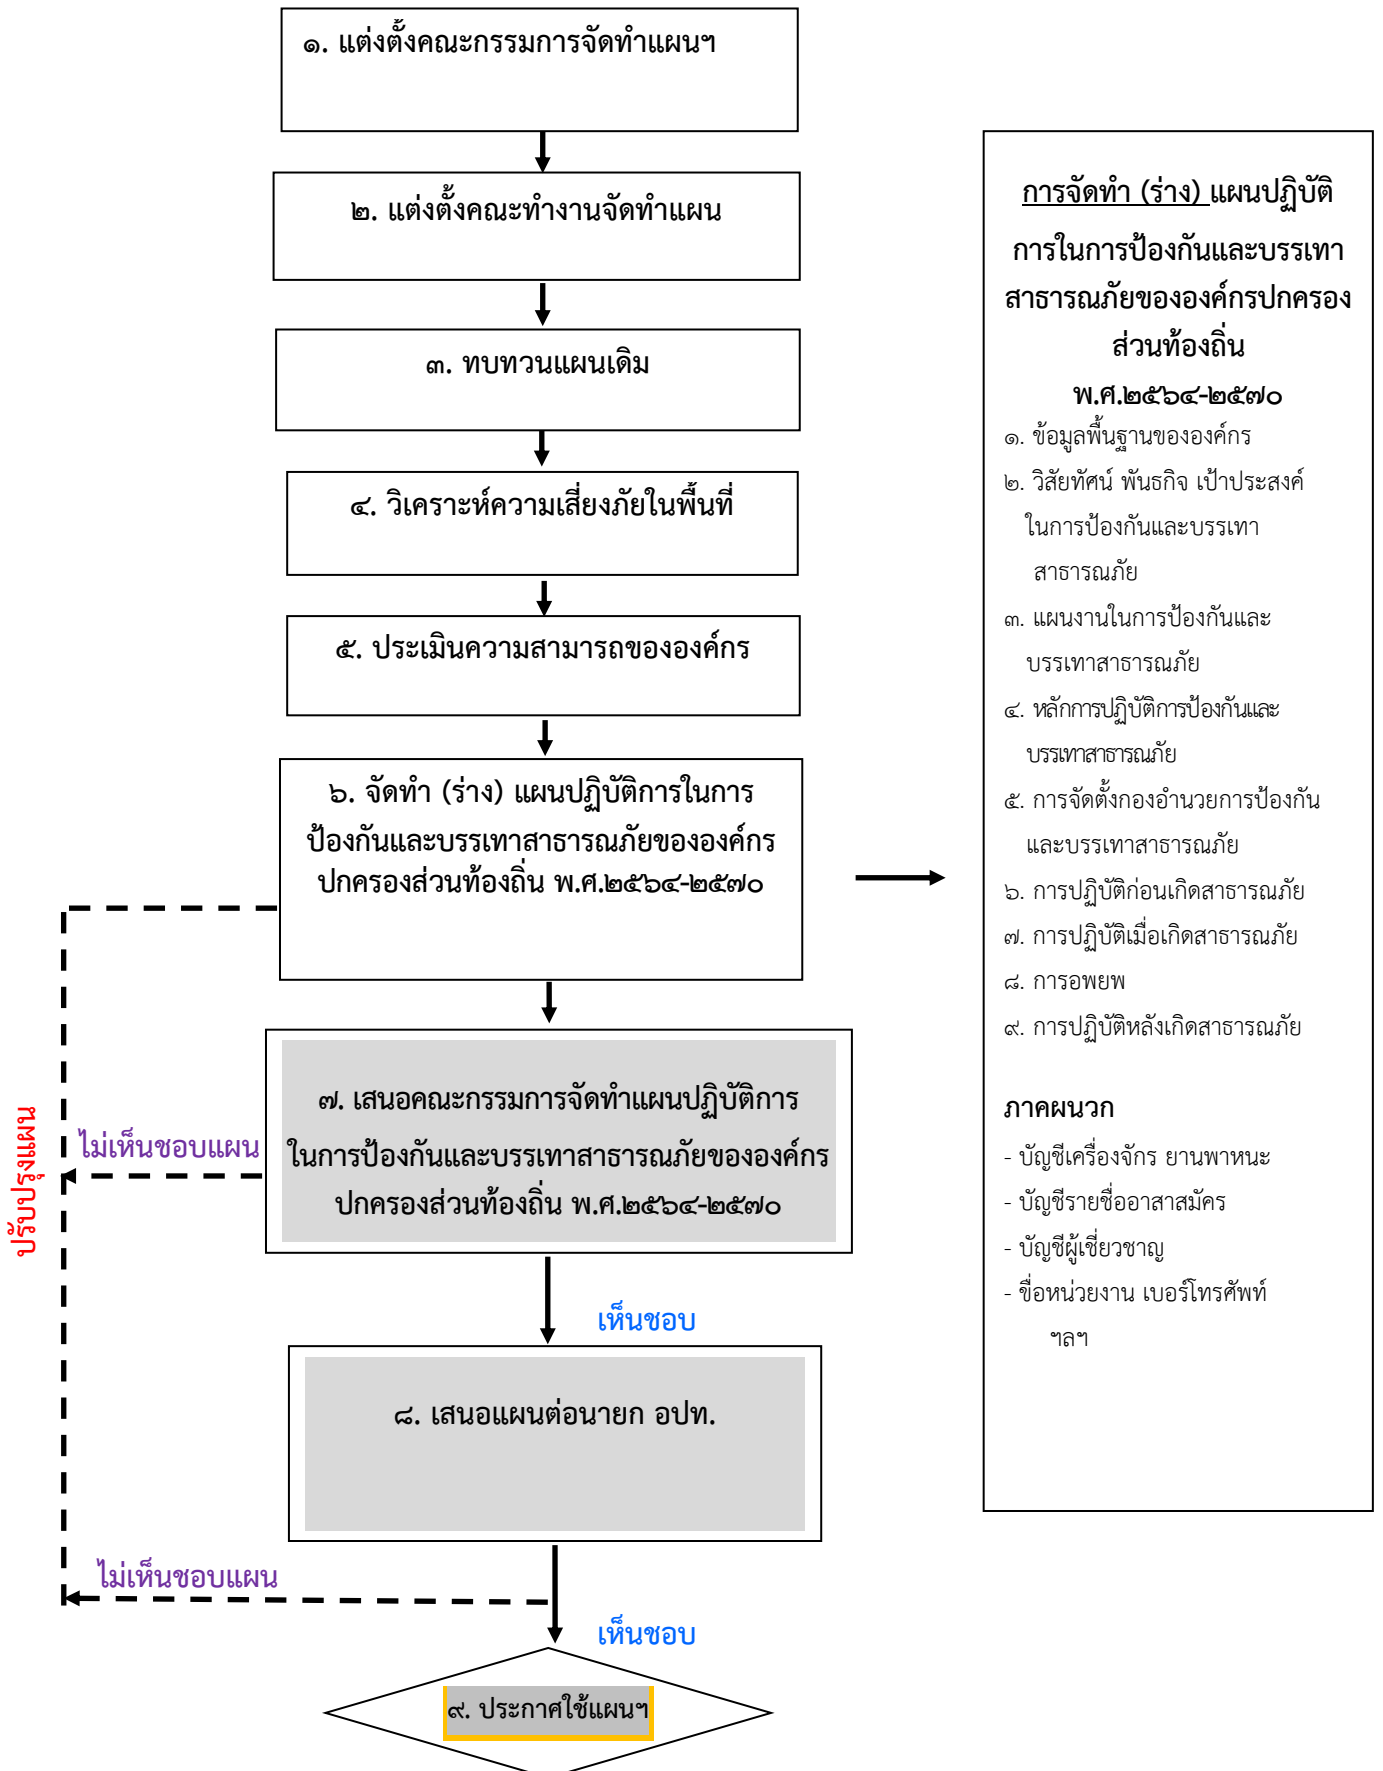 ๑. แต่งตั้งคณะกรรมการจัดทำแผนฯ
๒. แต่งตั้งคณะทำงานจัดทำแผน
๓. ทบทวนแผนเดิม
๔. วิเคราะห์ความเสี่ยงภัยในพื้นที่
๕. ประเมินความสามารถขององค์กร
๖. จัดทำ (ร่าง) แผนปฏิบัติการในการ
ป้องกันและบรรเทาสาธารณภัยขององค์กร
ปกครองส่วนท้องถิ่น พ.ศ.๒๕๖๔-๒๕๗๐
๗. เสนอคณะกรรมการจัดทำแผนปฏิบัติการ
ในการป้องกันและบรรเทาสาธารณภัยขององค์กร
ปกครองส่วนท้องถิ่น พ.ศ.๒๕๖๔-๒๕๗๐
ไม่เห็นชอบแผน
ปรับปรุงแผน
เห็นชอบ
๘. เสนอแผนต่อนายก อปท.
ไม่เห็นชอบแผน
เห็นชอบ
๙. ประกาศใช้แผนฯ
การจัดทำ (ร่าง) แผนปฏิบัติ
การในการป้องกันและบรรเทา
สาธารณภัยขององค์กรปกครอง
ส่วนท้องถิ่น
พ.ศ.๒๕๖๔-๒๕๗๐
๑. ข้อมูลพื้นฐานขององค์กร
๒. วิสัยทัศน์ พันธกิจ เป้าประสงค์
ในการป้องกันและบรรเทา
สาธารณภัย
๓. แผนงานในการป้องกันและ
บรรเทาสาธารณภัย
๔. หลักการปฏิบัติการป้องกันและ
บรรเทาสาธารณภัย
๕. การจัดตั้งกองอำนวยการป้องกัน
และบรรเทาสาธารณภัย
๖. การปฏิบัติก่อนเกิดสาธารณภัย
๗. การปฏิบัติเมื่อเกิดสาธารณภัย
๘. การอพยพ
๙. การปฏิบัติหลังเกิดสาธารณภัย
ภาคผนวก
- บัญชีเครื่องจักร ยานพาหนะ
- บัญชีรายชื่ออาสาสมัคร
- บัญชีผู้เชี่ยวชาญ
- ชื่อหน่วยงาน เบอร์โทรศัพท์
ฯลฯ